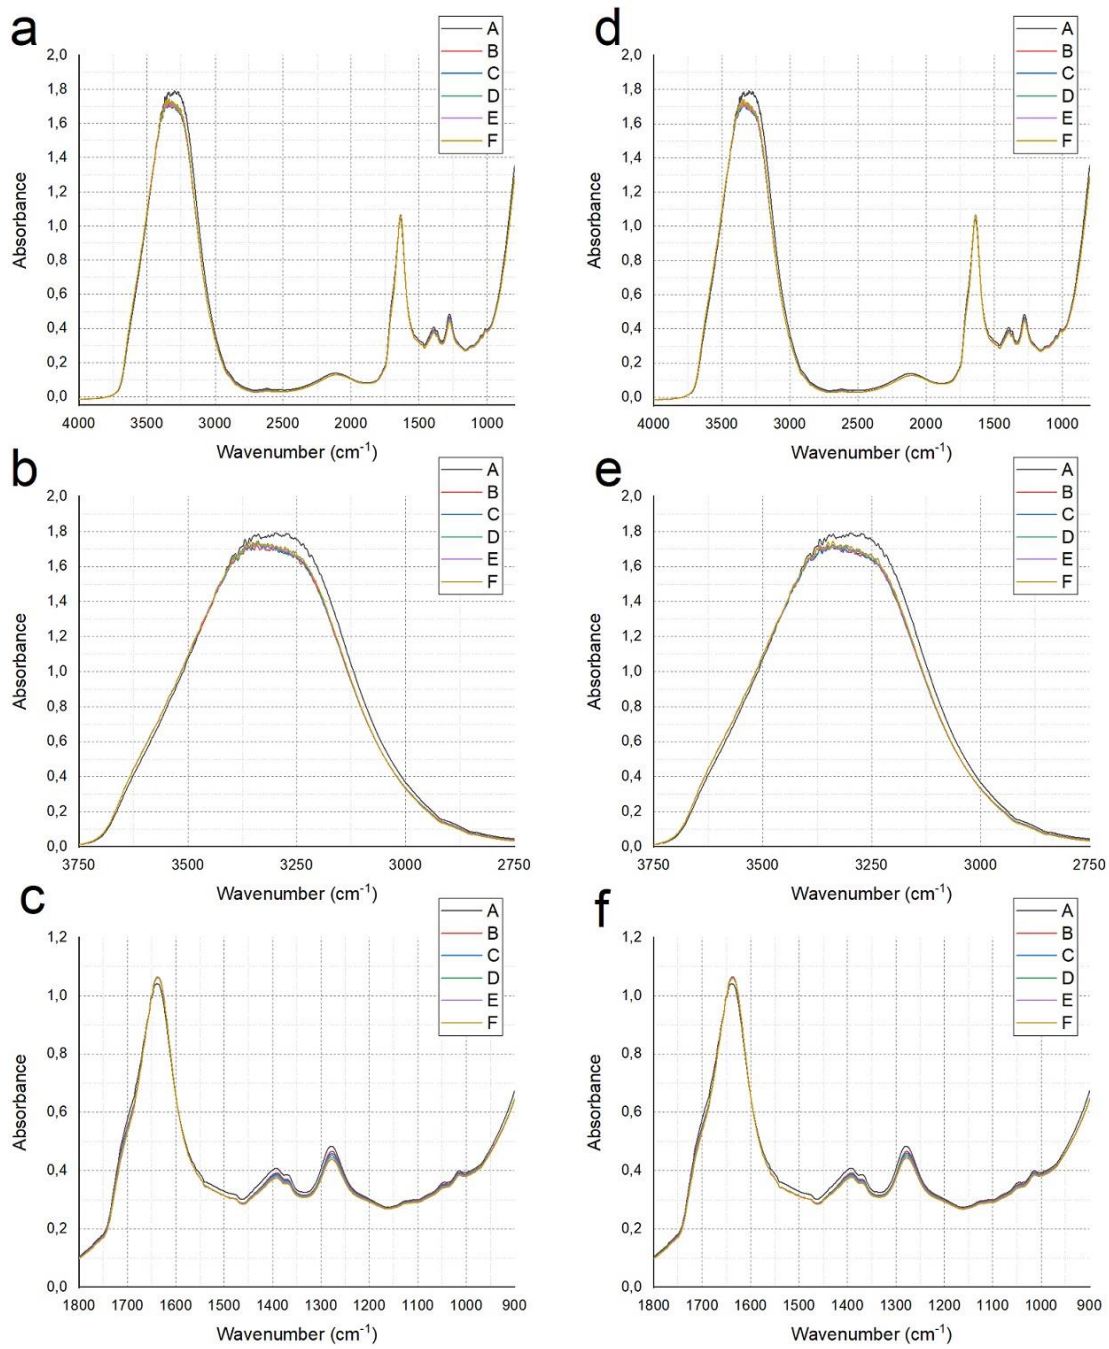 a
A
B
C
D
E
F
2,0
1,8
1,6
1,4
1,2
1,0
0,8
0,6
0,4
0,2
0,0
Absorbance
4000 3500 3000 2500 2000 1500 1000
Wavenumber (cm-1)
d
A
B
C
D
E
F
2,0
1,8
1,6
1,4
1,2
1,0
0,8
0,6
0,4
0,2
0,0
Absorbance
4000 3500 3000 2500 2000 1500 1000
Wavenumber (cm-1)
b
A
B
C
D
E
F
2,0
1,8
1,6
1,4
1,2
1,0
0,8
0,6
0,4
0,2
0,0
Absorbance
3750 3500 3250 3000 2750
Wavenumber (cm-1)
e
A
B
C
D
E
F
2,0
1,8
1,6
1,4
1,2
1,0
0,8
0,6
0,4
0,2
0,0
Absorbance
3750 3500 3250 3000 2750
Wavenumber (cm-1)
c
A
B
C
D
E
F
1,2
1,0
0,8
0,6
0,4
0,2
0,0
Absorbance
1800 1700 1600 1500 1400 1300 1200 1100 1000 900
Wavenumber (cm-1)
f
A
B
C
D
E
F
1,2
1,0
0,8
0,6
0,4
0,2
0,0
Absorbance
1800 1700 1600 1500 1400 1300 1200 1100 1000 900
Wavenumber (cm-1)